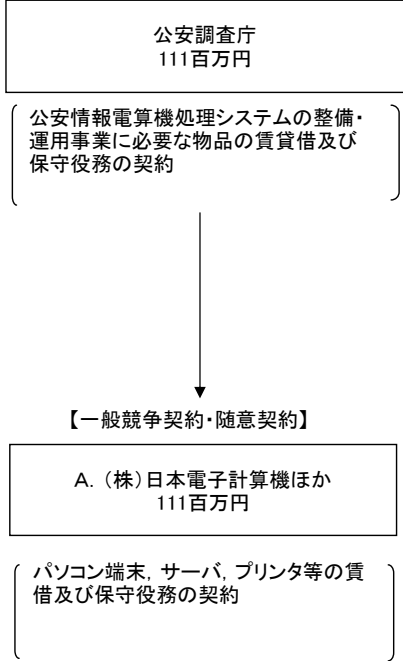 公安調査庁
111百万円
公安情報電算機処理システムの整備・
運用事業に必要な物品の賃貸借及び
保守役務の契約
【一般競争契約・随意契約】
A.（株）日本電子計算機ほか
111百万円
パソコン端末，サーバ，プリンタ等の賃
借及び保守役務の契約